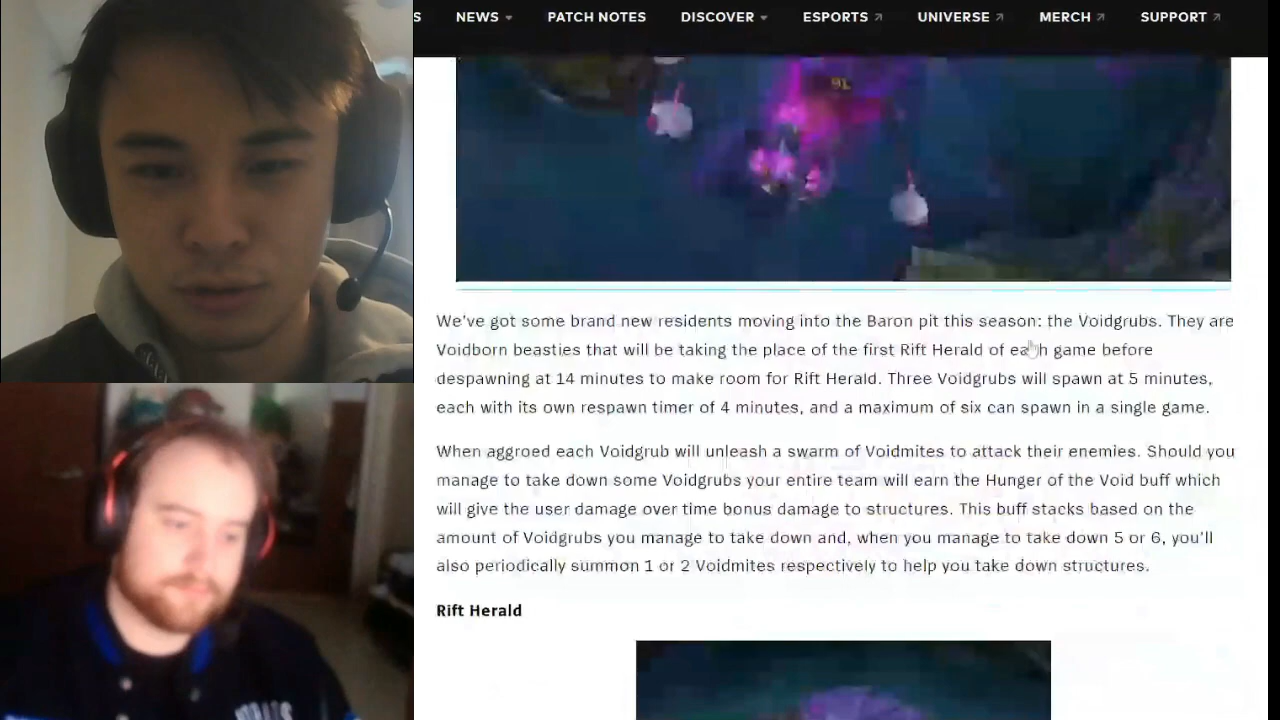 S NEWS PATCH NOTES DISCOVER ESPORTS UNIVERSE MERCH SUPPORT
We've got some brand new residents moving into the Baron pit this season: the Voidgrubs. They are
Voidborn beasties that will be taking the place of the first Rift Herald of each game before
despawning at 14 minutes to make room for Rift Herald. Three Voidgrubs will spawn at 5 minutes,
each with its own respawn timer of 4 minutes, and a maximum of six can spawn in a single game.
When aggroed each Voidgrub will unleash a swarm of Voidmites to attack their enemies. Should you
manage to take down some Voidgrubs your entire team will earn the Hunger of the Void buff which
will give the user damage over time bonus damage to structures. This buff stacks based on the
amount of Voidgrubs you manage to take down and, when you manage to take down 5 or 6, you'll
also periodically summon 1 or 2 Voidmites respectively to help you take down structures.
Rift Herald